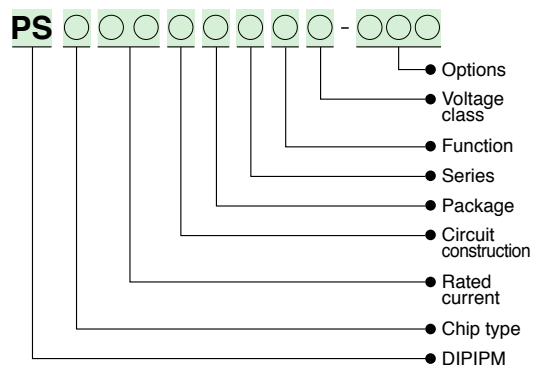 PS ○ ○○ ○ ○ ○ ○ ○ - ○○○
Options
Voltage
class
Function
Series
Package
Circuit
construction
Rated
current
Chip type
DIPIPM